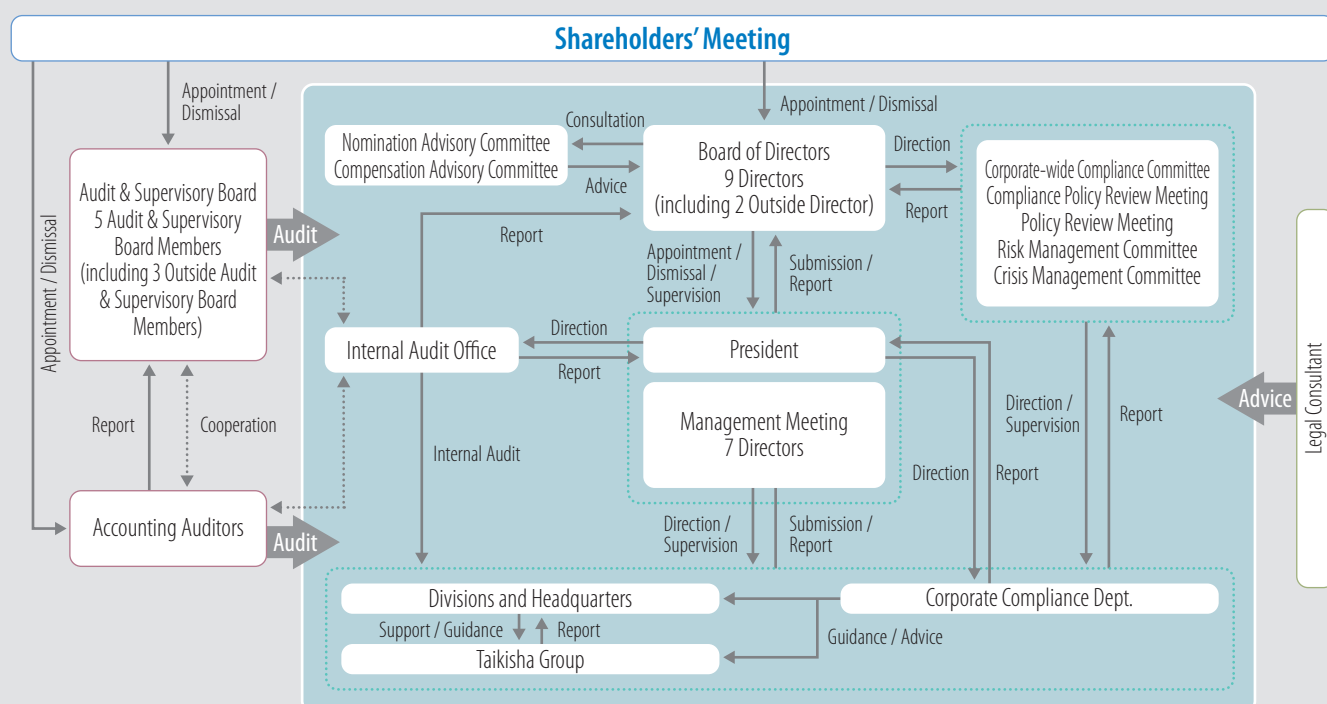 Shareholders' Meeting
Appointment /
Dismissal
Appointment / Dismissal
Appointment / Dismissal
Audit & Supervisory Board
5 Audit & Supervisory
Board Members
(including 3 Outside Audit
& Supervisory Board
Members)
Audit
Nomination Advisory Committee
Compensation Advisory Committee
Consultation
Advice
Board of Directors
9 Directors
(including 2 Outside Director)
Direction
Report
Corporate-wide Compliance Committee
Compliance Policy Review Meeting
Policy Review Meeting
Risk Management Committee
Crisis Management Committee
Report
Appointment /
Dismissal /
Supervision
Submission /
Report
Internal Audit Office
Direction
Report
President
Management Meeting
7 Directors
Direction /
Supervision
Report
Advice
Legal Consultant
Report
Cooperation
Internal Audit
Direction
Report
Accounting Auditors
Audit
Direction /
Supervision
Submission /
Report
Divisions and Headquarters
Corporate Compliance Dept.
Support / Guidance
Report
Guidance / Advice
Taikisha Group